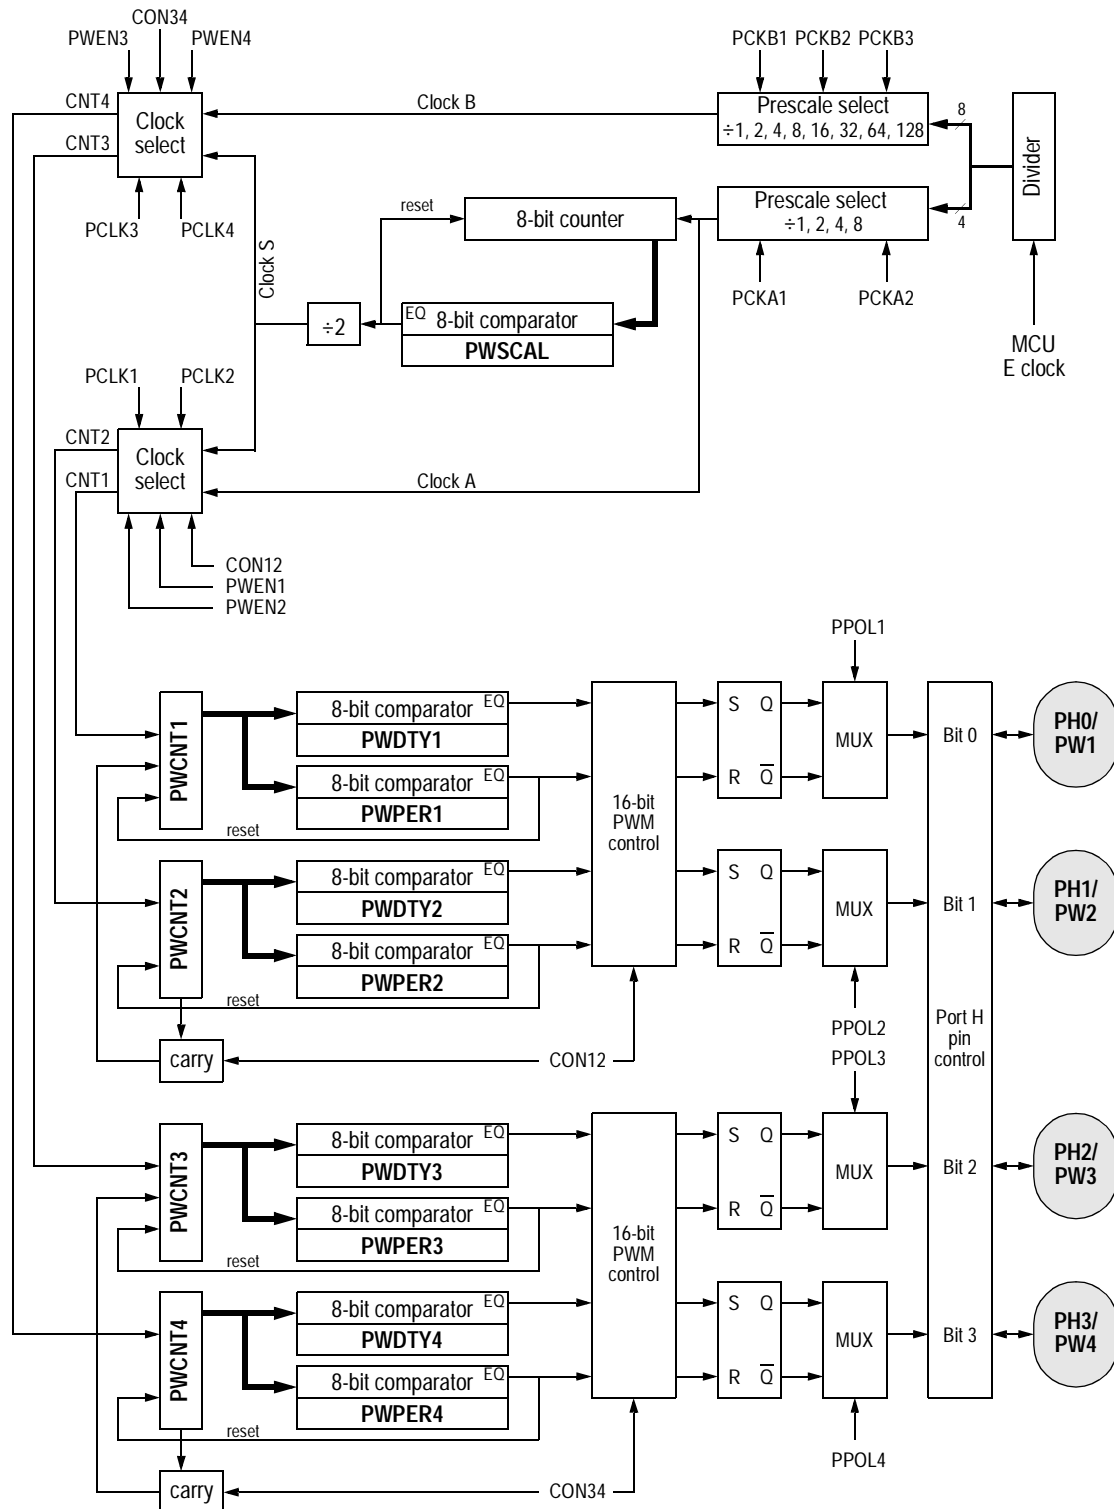 CON34
PWEN3 PWEN4
PCKB1 PCKB2 PCKB3
CNT4
Clock B
Clock
select
Prescale select
÷1, 2, 4, 8, 16, 32, 64, 128
8
Divider
CNT3
PCLK3 PCLK4
reset
8-bit counter
Prescale select
÷1, 2, 4, 8
4
Clock S
PCKA1 PCKA2
÷2
EQ
8-bit comparator
PWSCAL
MCU
E clock
PCLK1 PCLK2
CNT2
Clock
select
CNT1
Clock A
CON12
PWEN1
PWEN2
PPOL1
PWCNT1
8-bit comparator EQ
PWDTY1
8-bit comparator EQ
PWPER1
reset
16-bit
PWM
control
S Q
R Q̅
MUX
Bit 0
PH0/
PW1
PWCNT2
8-bit comparator EQ
PWDTY2
8-bit comparator EQ
PWPER2
reset
S Q
R Q̅
MUX
Bit 1
PH1/
PW2
PPOL2
Port H
pin
control
carry
CON12
PPOL3
PWCNT3
8-bit comparator EQ
PWDTY3
8-bit comparator EQ
PWPER3
reset
16-bit
PWM
control
S Q
R Q̅
MUX
Bit 2
PH2/
PW3
PWCNT4
8-bit comparator EQ
PWDTY4
8-bit comparator EQ
PWPER4
reset
S Q
R Q̅
MUX
Bit 3
PH3/
PW4
PPOL4
carry
CON34